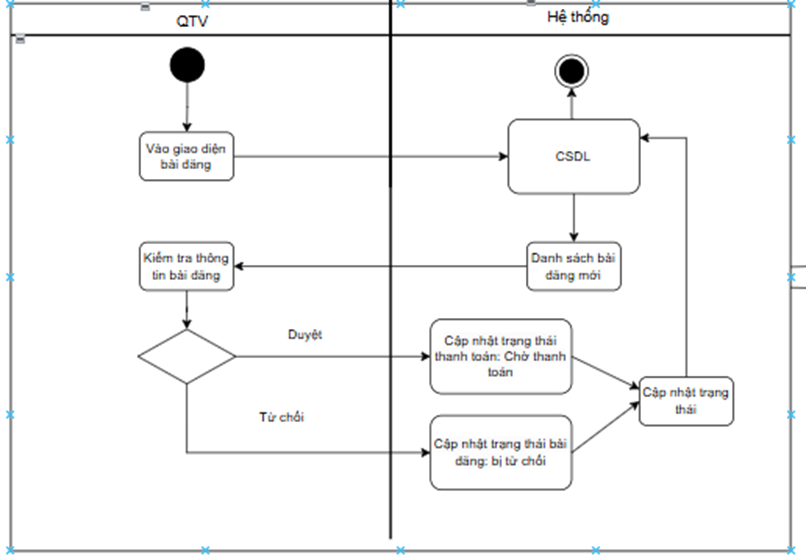 QTV
Hệ thống
Vào giao diện
bài đăng
CSDL
Kiểm tra thông
tin bài đăng
Danh sách bài
đăng mới
Duyệt
Cập nhật trạng thái
thanh toán: Chờ thanh
toán
Cập nhật trạng
thái
Từ chối
Cập nhật trạng thái bài
đăng: bị từ chối